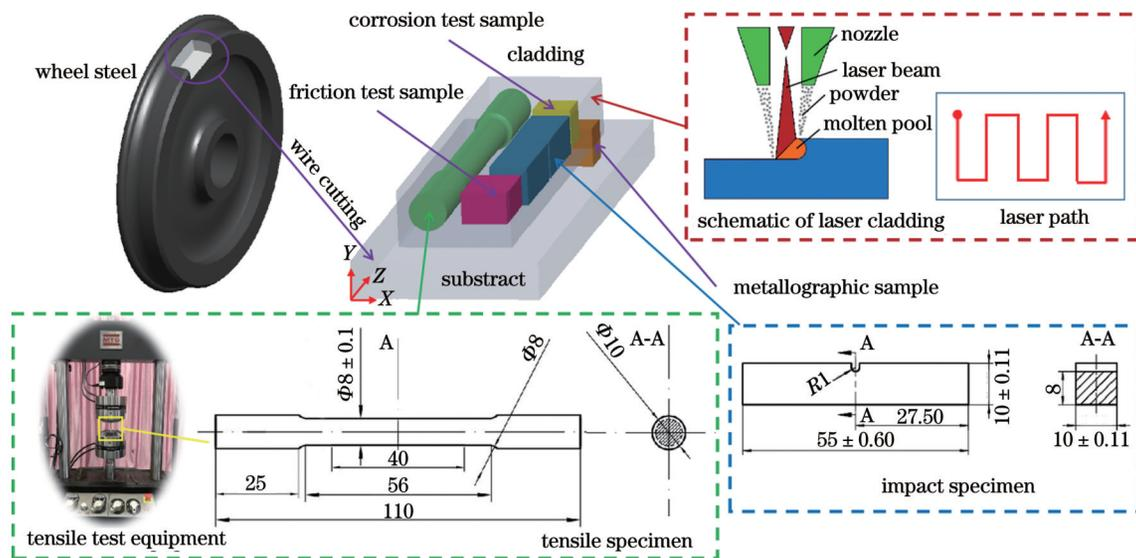 wheel steel
wire cutting
corrosion test sample
cladding
friction test sample
substract
Y
Z
X
nozzle
laser beam
powder
molten pool
schematic of laser cladding
laser path
metallographic sample
MTS
tensile test equipment
A
A-A
Φ8 ± 0.1
Φ8
Φ10
40
25
56
110
tensile specimen
A
A-A
R1
A
27.50
55 ± 0.60
10 ± 0.11
8
10 ± 0.11
impact specimen